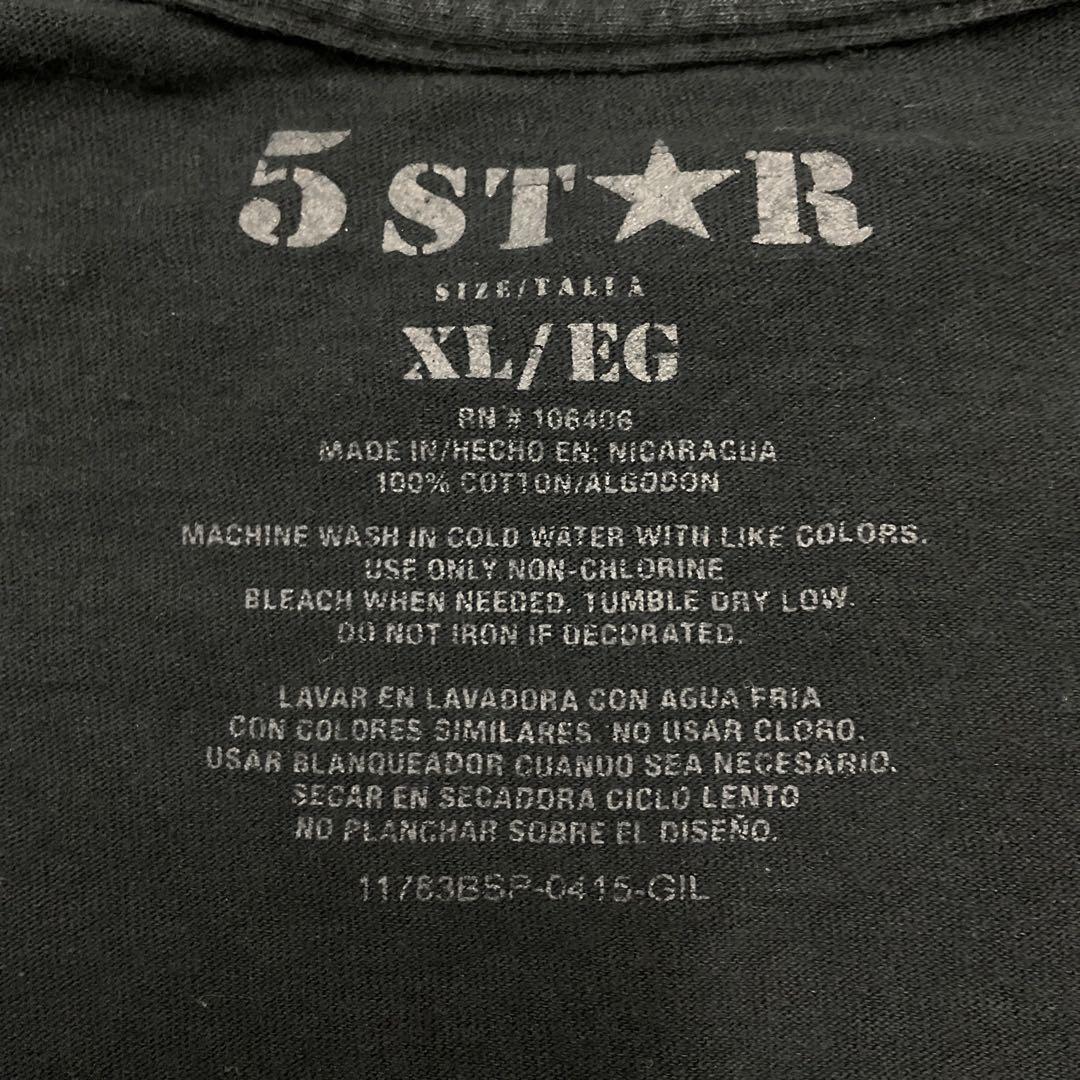 5 ST★R
SIZE/TALLA
XL/EG
RN # 106406
MADE IN/HECHO EN: NICARAGUA
100% COTTON/ALGODON
MACHINE WASH IN COLD WATER WITH LIKE COLORS.
USE ONLY NON-CHLORINE
BLEACH WHEN NEEDED. TUMBLE DRY LOW.
DO NOT IRON IF DECORATED.
LAVAR EN LAVADORA CON AGUA FRIA
CON COLORES SIMILARES. NO USAR CLORO.
USAR BLANQUEADOR CUANDO SEA NECESARIO.
SECAR EN SECADORA CICLO LENTO
NO PLANCHAR SOBRE EL DISEÑO.
11763BSP-0415-GIL